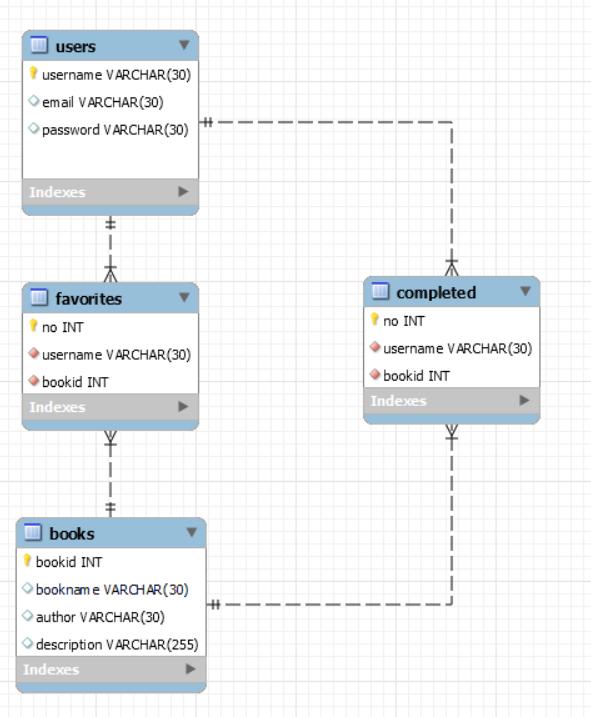 users
username VARCHAR(30)
email VARCHAR(30)
password VARCHAR(30)
Indexes
favorites
no INT
username VARCHAR(30)
bookid INT
Indexes
completed
no INT
username VARCHAR(30)
bookid INT
Indexes
books
bookid INT
bookname VARCHAR(30)
author VARCHAR(30)
description VARCHAR(255)
Indexes